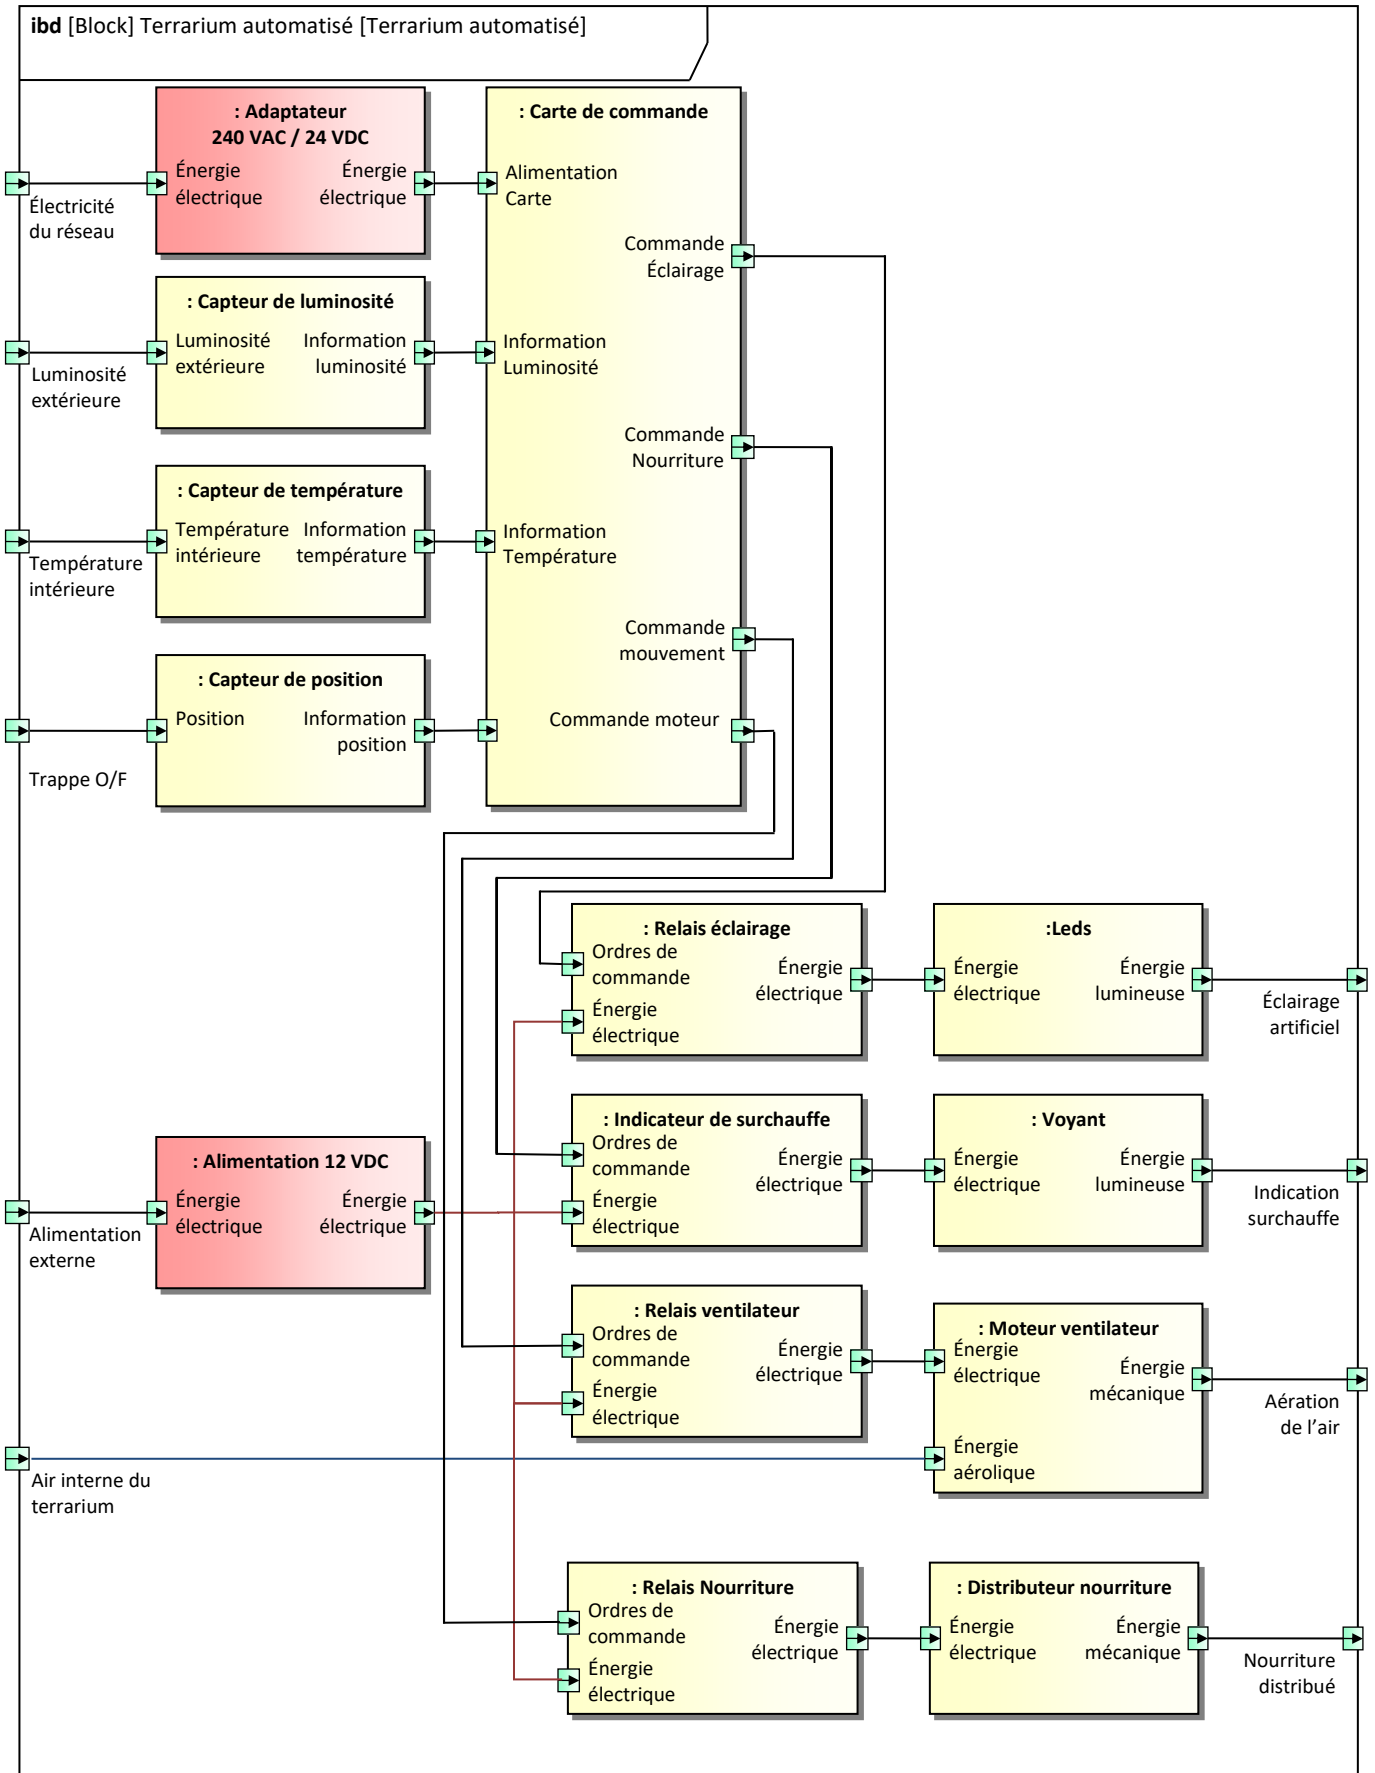 ibd [Block] Terrarium automatisé [Terrarium automatisé]
: Adaptateur
240 VAC / 24 VDC
Énergie
électrique
Énergie
électrique
Électricité
du réseau
: Carte de commande
Alimentation
Carte
Commande
Éclairage
Information
Luminosité
Commande
Nourriture
Information
Température
Commande
mouvement
Commande moteur
: Capteur de luminosité
Luminosité
extérieure
Information
luminosité
Luminosité
extérieure
: Capteur de température
Température
intérieure
Information
température
Température
intérieure
: Capteur de position
Position
Information
position
Trappe O/F
: Relais éclairage
Ordres de
commande
Énergie
électrique
Énergie
électrique
:Leds
Énergie
électrique
Énergie
lumineuse
Éclairage
artificiel
: Indicateur de surchauffe
Ordres de
commande
Énergie
électrique
Énergie
électrique
: Voyant
Énergie
électrique
Énergie
lumineuse
Indication
surchauffe
: Alimentation 12 VDC
Énergie
électrique
Énergie
électrique
Alimentation
externe
: Relais ventilateur
Ordres de
commande
Énergie
électrique
Énergie
électrique
: Moteur ventilateur
Énergie
électrique
Énergie
mécanique
Énergie
aérolique
Aération
de l’air
Air interne du
terrarium
: Relais Nourriture
Ordres de
commande
Énergie
électrique
Énergie
électrique
: Distributeur nourriture
Énergie
électrique
Énergie
mécanique
Nourriture
distribué